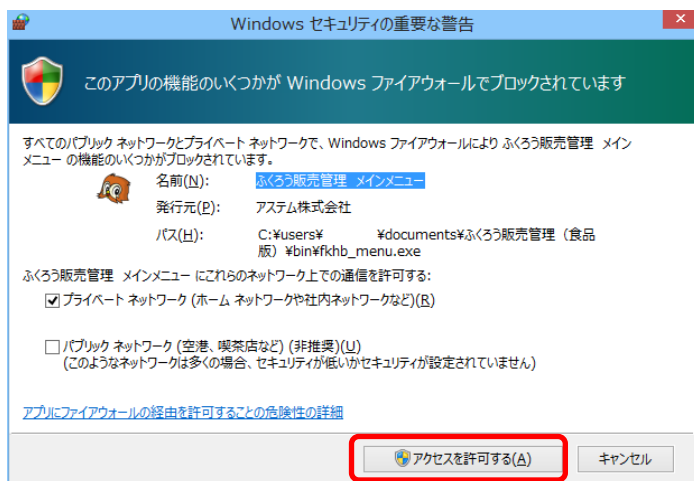 Windows セキュリティの重要な警告
このアプリの機能のいくつかが Windows ファイアウォールでブロックされています
すべてのパブリック ネットワークとプライベート ネットワークで、Windows ファイアウォールにより ふくろう販売管理 メイン
メニュー の機能のいくつかがブロックされています。
名前(N): ふくろう販売管理 メインメニュー
発行元(P): アステム株式会社
パス(H): C:¥users¥ ¥documents¥ふくろう販売管理（食品
版）¥bin¥fkhb_menu.exe
ふくろう販売管理 メインメニュー にこれらのネットワーク上での通信を許可する:
プライベート ネットワーク (ホーム ネットワークや社内ネットワークなど)(R)
パブリック ネットワーク (空港、喫茶店など) (非推奨)(U)
(このようなネットワークは多くの場合、セキュリティが低いかセキュリティが設定されていません)
アプリにファイアウォールの経由を許可することの危険性の詳細
アクセスを許可する(A) キャンセル